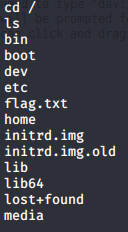 cd /
ls
bin
boot
dev
etc
flag.txt
home
initrd.img
initrd.img.old
lib
lib64
lost+found
media